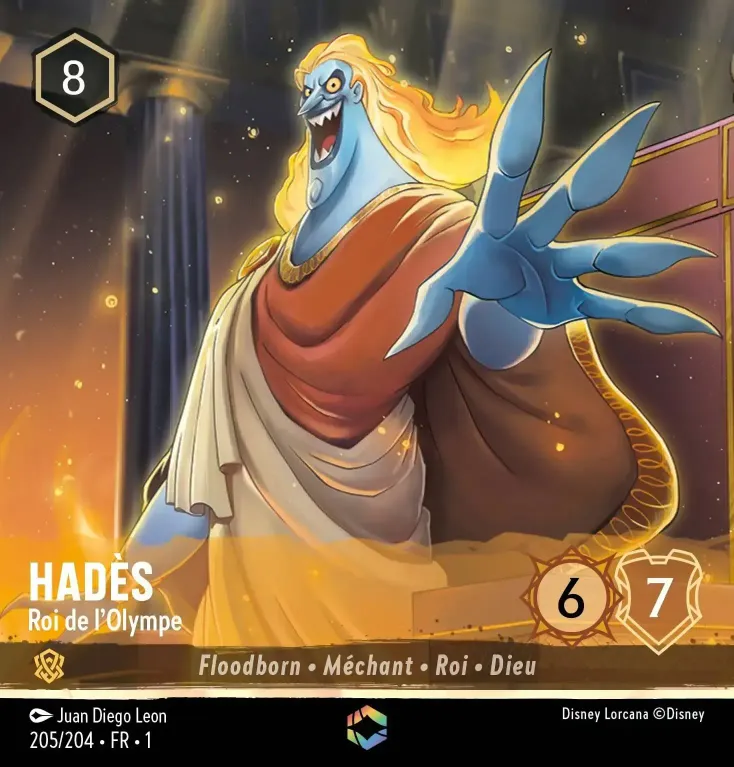 8
HADÈS
Roi de l'Olympe
6
7
Floodborn • Méchant • Roi • Dieu
Juan Diego Leon
Disney Lorcana ©Disney
205/204 • FR • 1